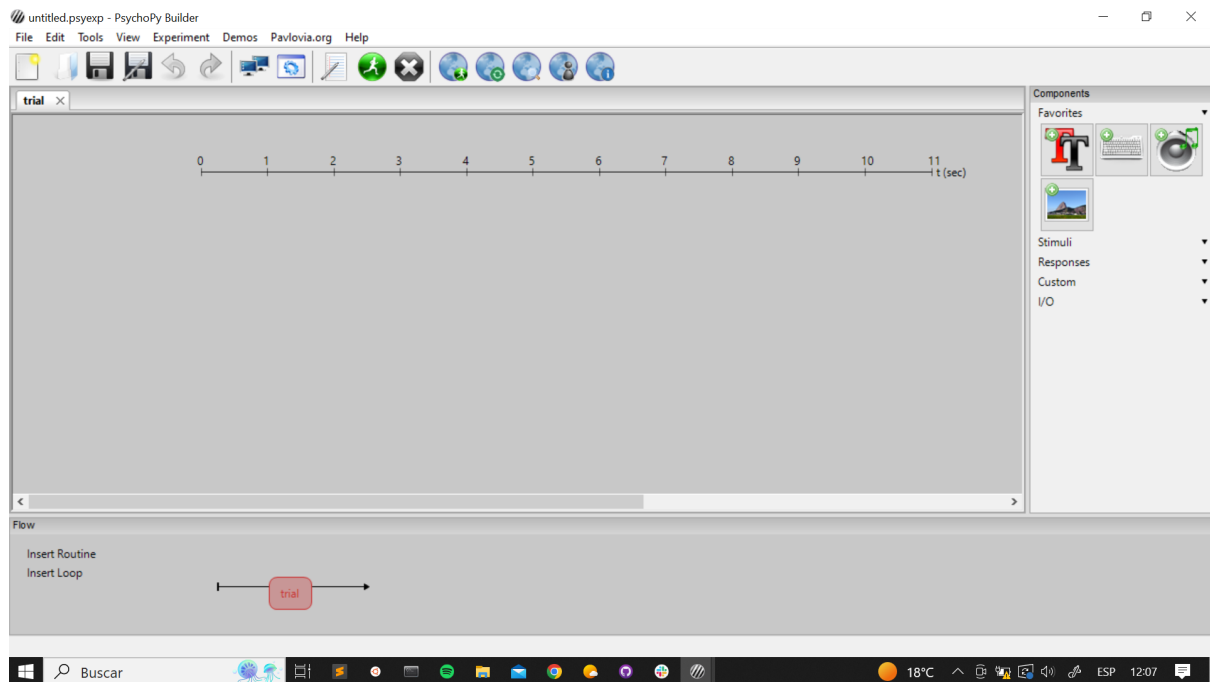 untitled.psyexp - PsychoPy Builder
File Edit Tools View Experiment Demos Pavlovia.org Help
trial
Components
Favorites
0 1 2 3 4 5 6 7 8 9 10 11
t (sec)
Stimuli
Responses
Custom
I/O
Flow
Insert Routine
Insert Loop
trial
Buscar 18°C ESP 12:07